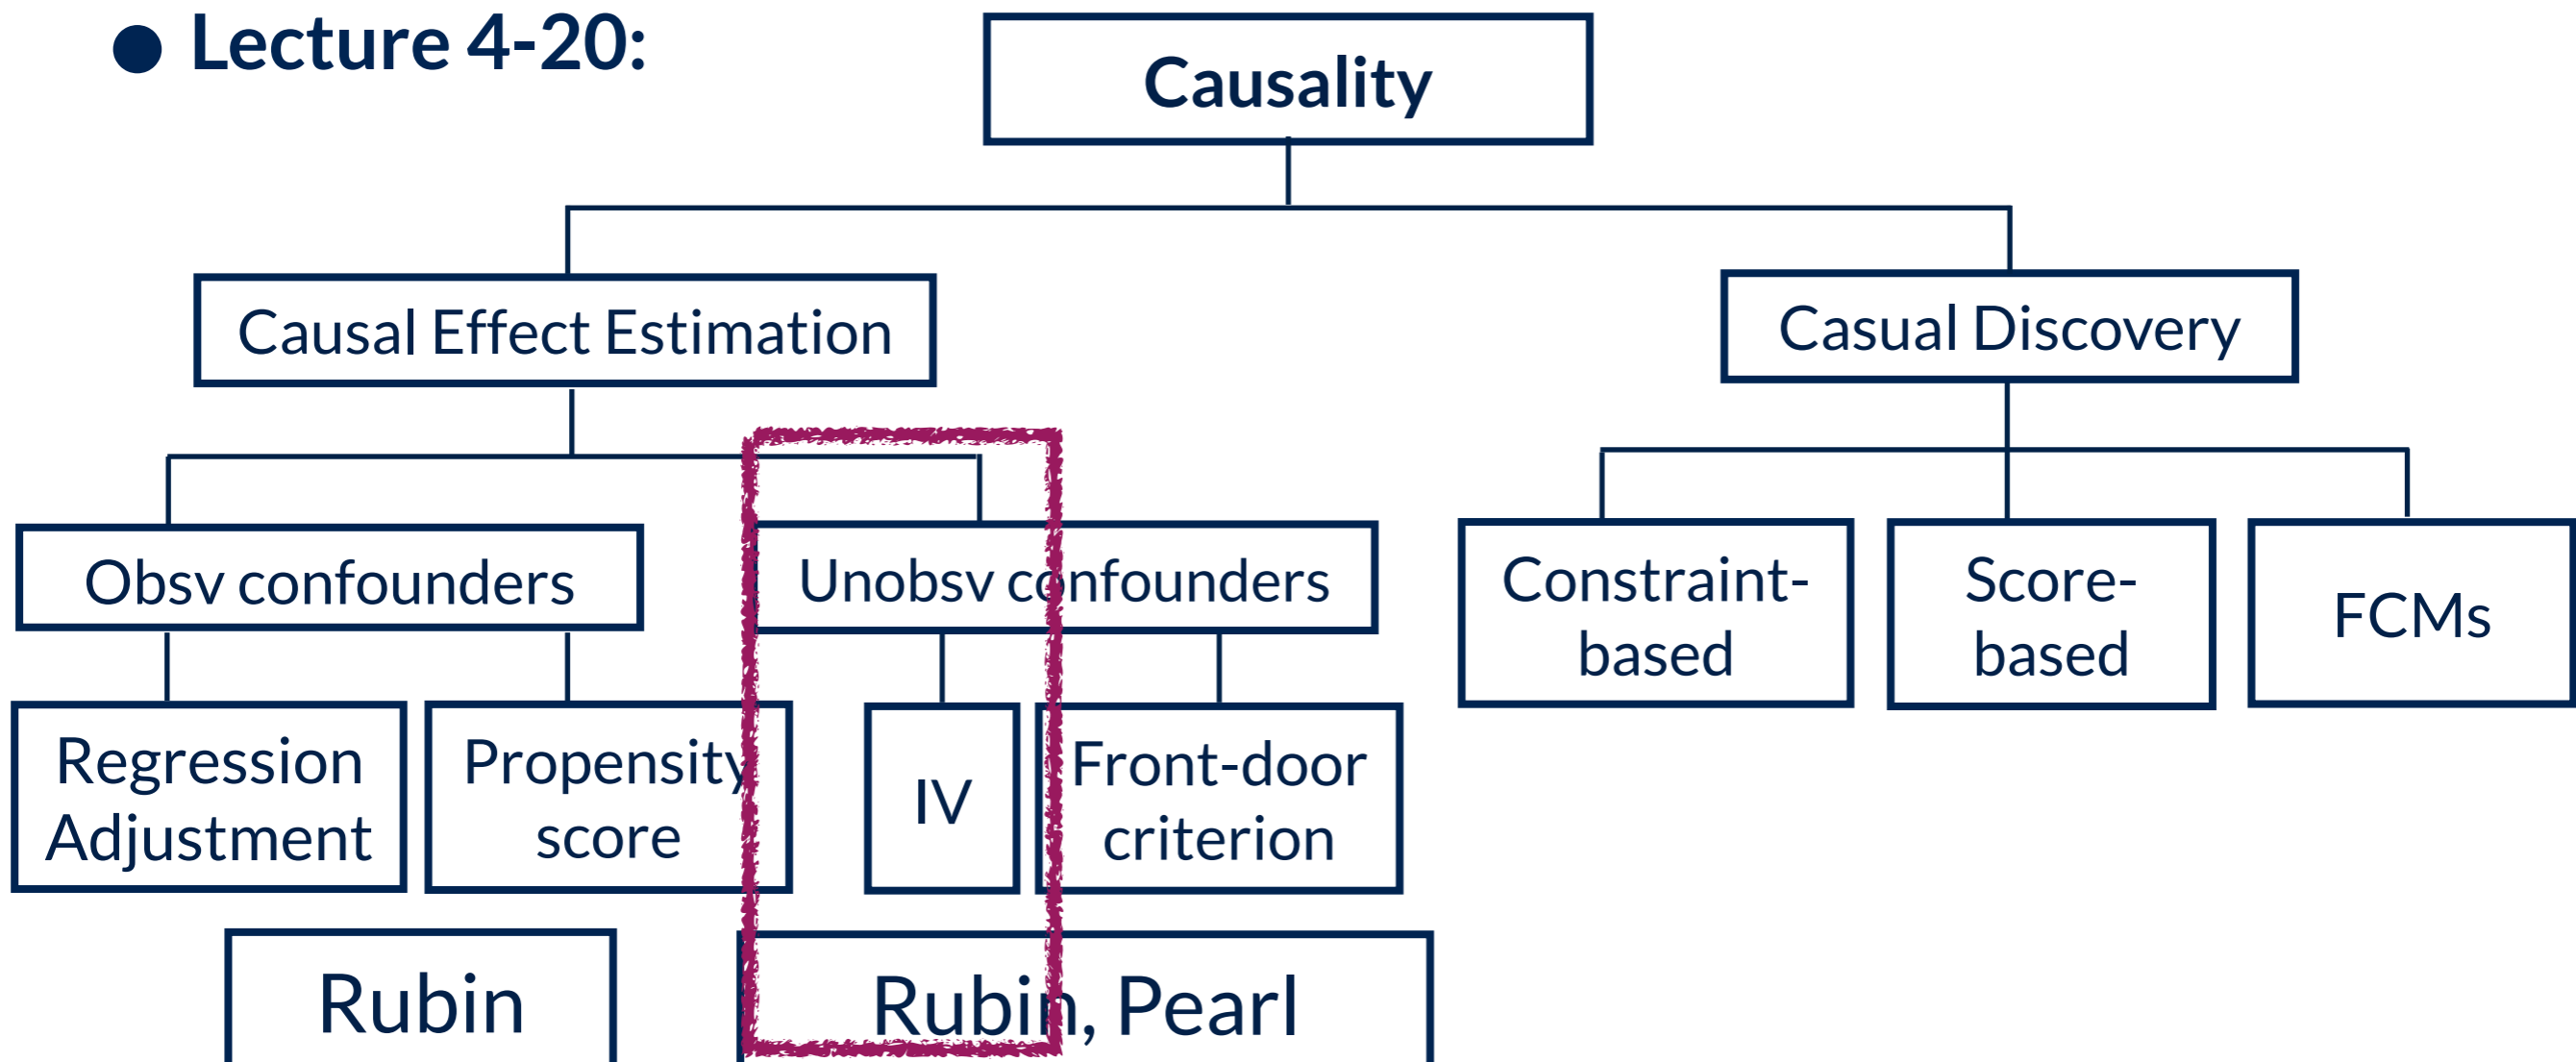 ● Lecture 4-20:
Causality
Causal Effect Estimation
Casual Discovery
Obsv confounders
Unobsv confounders
Constraint-
based
Score-
based
FCMs
Regression
Adjustment
Propensity
score
IV
Front-door
criterion
Rubin
Rubin, Pearl